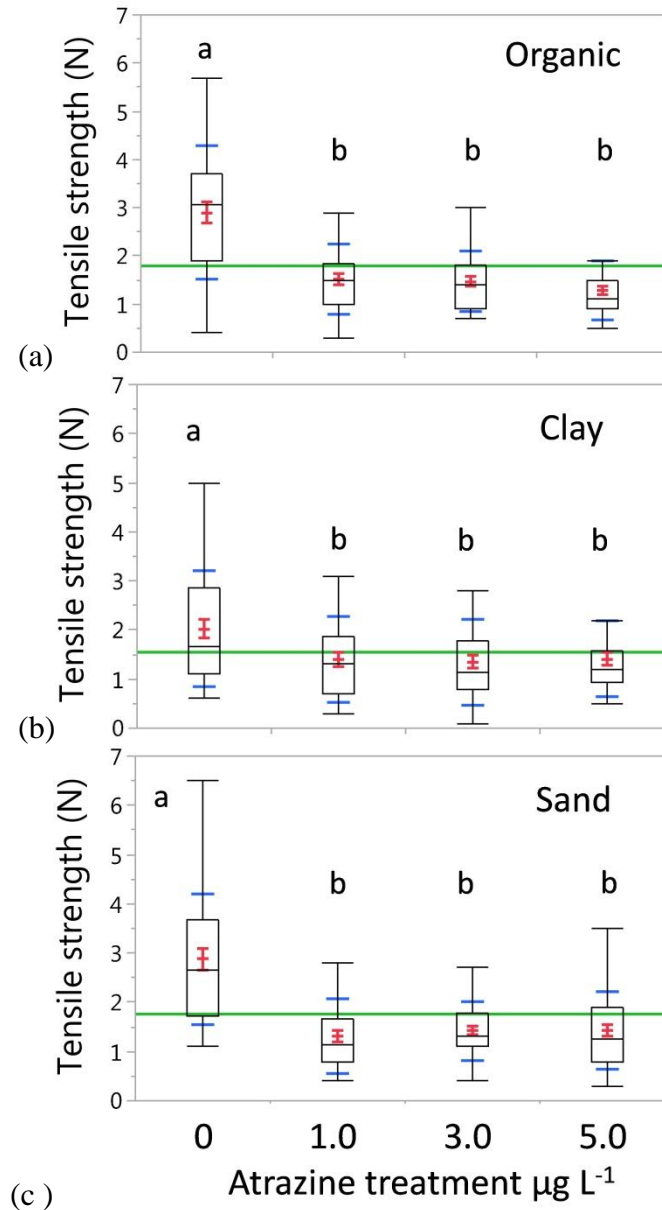 7
a
Organic
6
5
b b b
4
3
2
1
0
Tensile strength (N)
(a)
7
a
Clay
6
5
4
b b b
3
2
1
0
Tensile strength (N)
(b)
7
a
Sand
6
5
b b b
4
3
2
1
0
Tensile strength (N)
0 1.0 3.0 5.0
Atrazine treatment µg L⁻¹
(c )